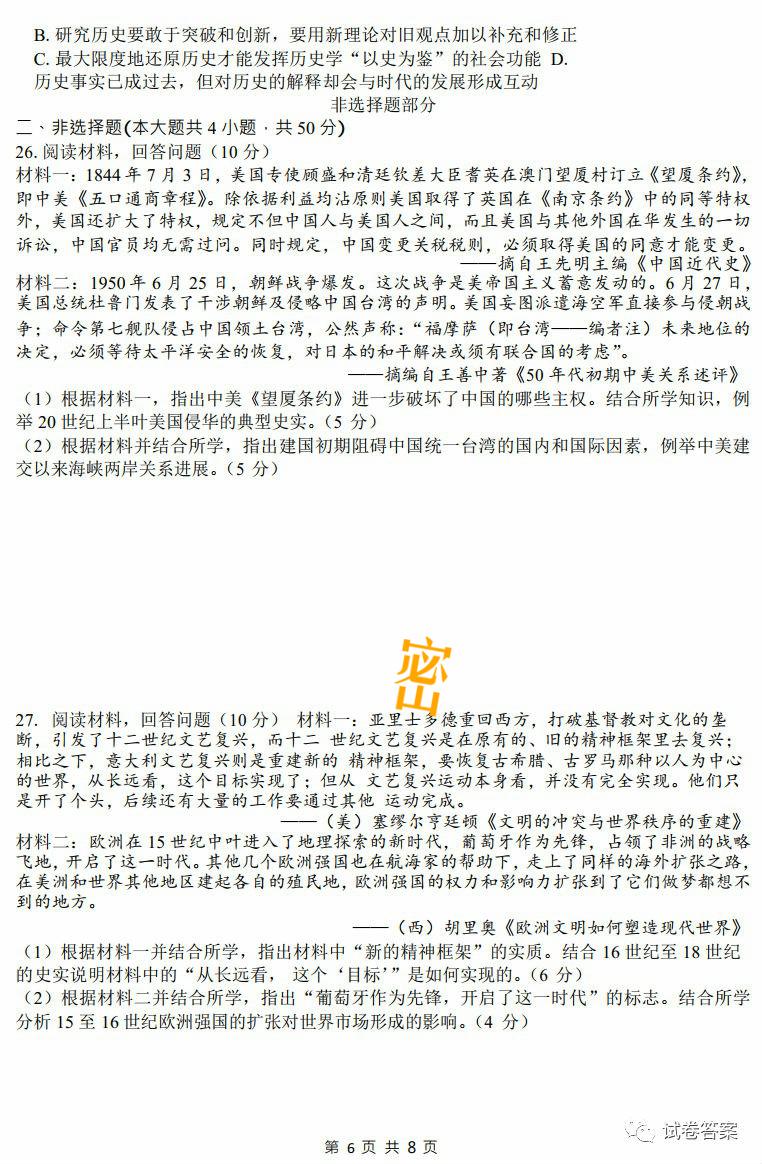 B. 研究历史要敢于突破和创新，要用新理论对旧观点加以补充和修正
C. 最大限度地还原历史才能发挥历史学“以史为鉴”的社会功能 D.
历史事实已成过去，但对历史的解释却会与时代的发展形成互动
非选择题部分
二、非选择题(本大题共 4 小题，共 50 分)
26. 阅读材料，回答问题（10 分）
材料一：1844 年 7 月 3 日，美国专使顾盛和清廷钦差大臣耆英在澳门望厦村订立《望厦条约》，
即中美《五口通商章程》。除依据利益均沾原则美国取得了英国在《南京条约》中的同等特权
外，美国还扩大了特权，规定不但中国人与美国人之间，而且美国与其他外国在华发生的一切
诉讼，中国官员均无需过问。同时规定，中国变更关税税则，必须取得美国的同意才能变更。
——摘自王先明主编《中国近代史》
材料二：1950 年 6 月 25 日，朝鲜战争爆发。这次战争是美帝国主义蓄意发动的。6 月 27 日，
美国总统杜鲁门发表了干涉朝鲜及侵略中国台湾的声明。美国妄图派遣海空军直接参与侵朝战
争；命令第七舰队侵占中国领土台湾，公然声称：“福摩萨（即台湾——编者注）未来地位的
决定，必须等待太平洋安全的恢复，对日本的和平解决或须有联合国的考虑”。
——摘编自王善中著《50 年代初期中美关系述评》
（1）根据材料一，指出中美《望厦条约》进一步破坏了中国的哪些主权。结合所学知识，例
举 20 世纪上半叶美国侵华的典型史实。（5 分）
（2）根据材料并结合所学，指出建国初期阻碍中国统一台湾的国内和国际因素，例举中美建
交以来海峡两岸关系进展。（5 分）
密
山
27. 阅读材料，回答问题（10 分） 材料一：亚里士多德重回西方，打破基督教对文化的垄
断，引发了十二世纪文艺复兴，而十二 世纪文艺复兴是在原有的、旧的精神框架里去复兴；
相比之下，意大利文艺复兴则是重建新的 精神框架，要恢复古希腊、古罗马那种以人为中心
的世界，从长远看，这个目标实现了；但从 文艺复兴运动本身看，并没有完全实现。他们只
是开了个头，后续还有大量的工作要通过其他 运动完成。
——（美）塞缪尔亨廷顿《文明的冲突与世界秩序的重建》
材料二：欧洲在 15 世纪中叶进入了地理探索的新时代，葡萄牙作为先锋，占领了非洲的战略
飞地，开启了这一时代。其他几个欧洲强国也在航海家的帮助下，走上了同样的海外扩张之路，
在美洲和世界其他地区建起各自的殖民地，欧洲强国的权力和影响力扩张到了它们做梦都想不
到的地方。
——（西）胡里奥《欧洲文明如何塑造现代世界》
（1）根据材料一并结合所学，指出材料中“新的精神框架”的实质。结合 16 世纪至 18 世纪
的史实说明材料中的“从长远看， 这个‘目标’”是如何实现的。（6 分）
（2）根据材料二并结合所学，指出“葡萄牙作为先锋，开启了这一时代”的标志。结合所学
分析 15 至 16 世纪欧洲强国的扩张对世界市场形成的影响。（4 分）
试卷答案
第 6 页 共 8 页